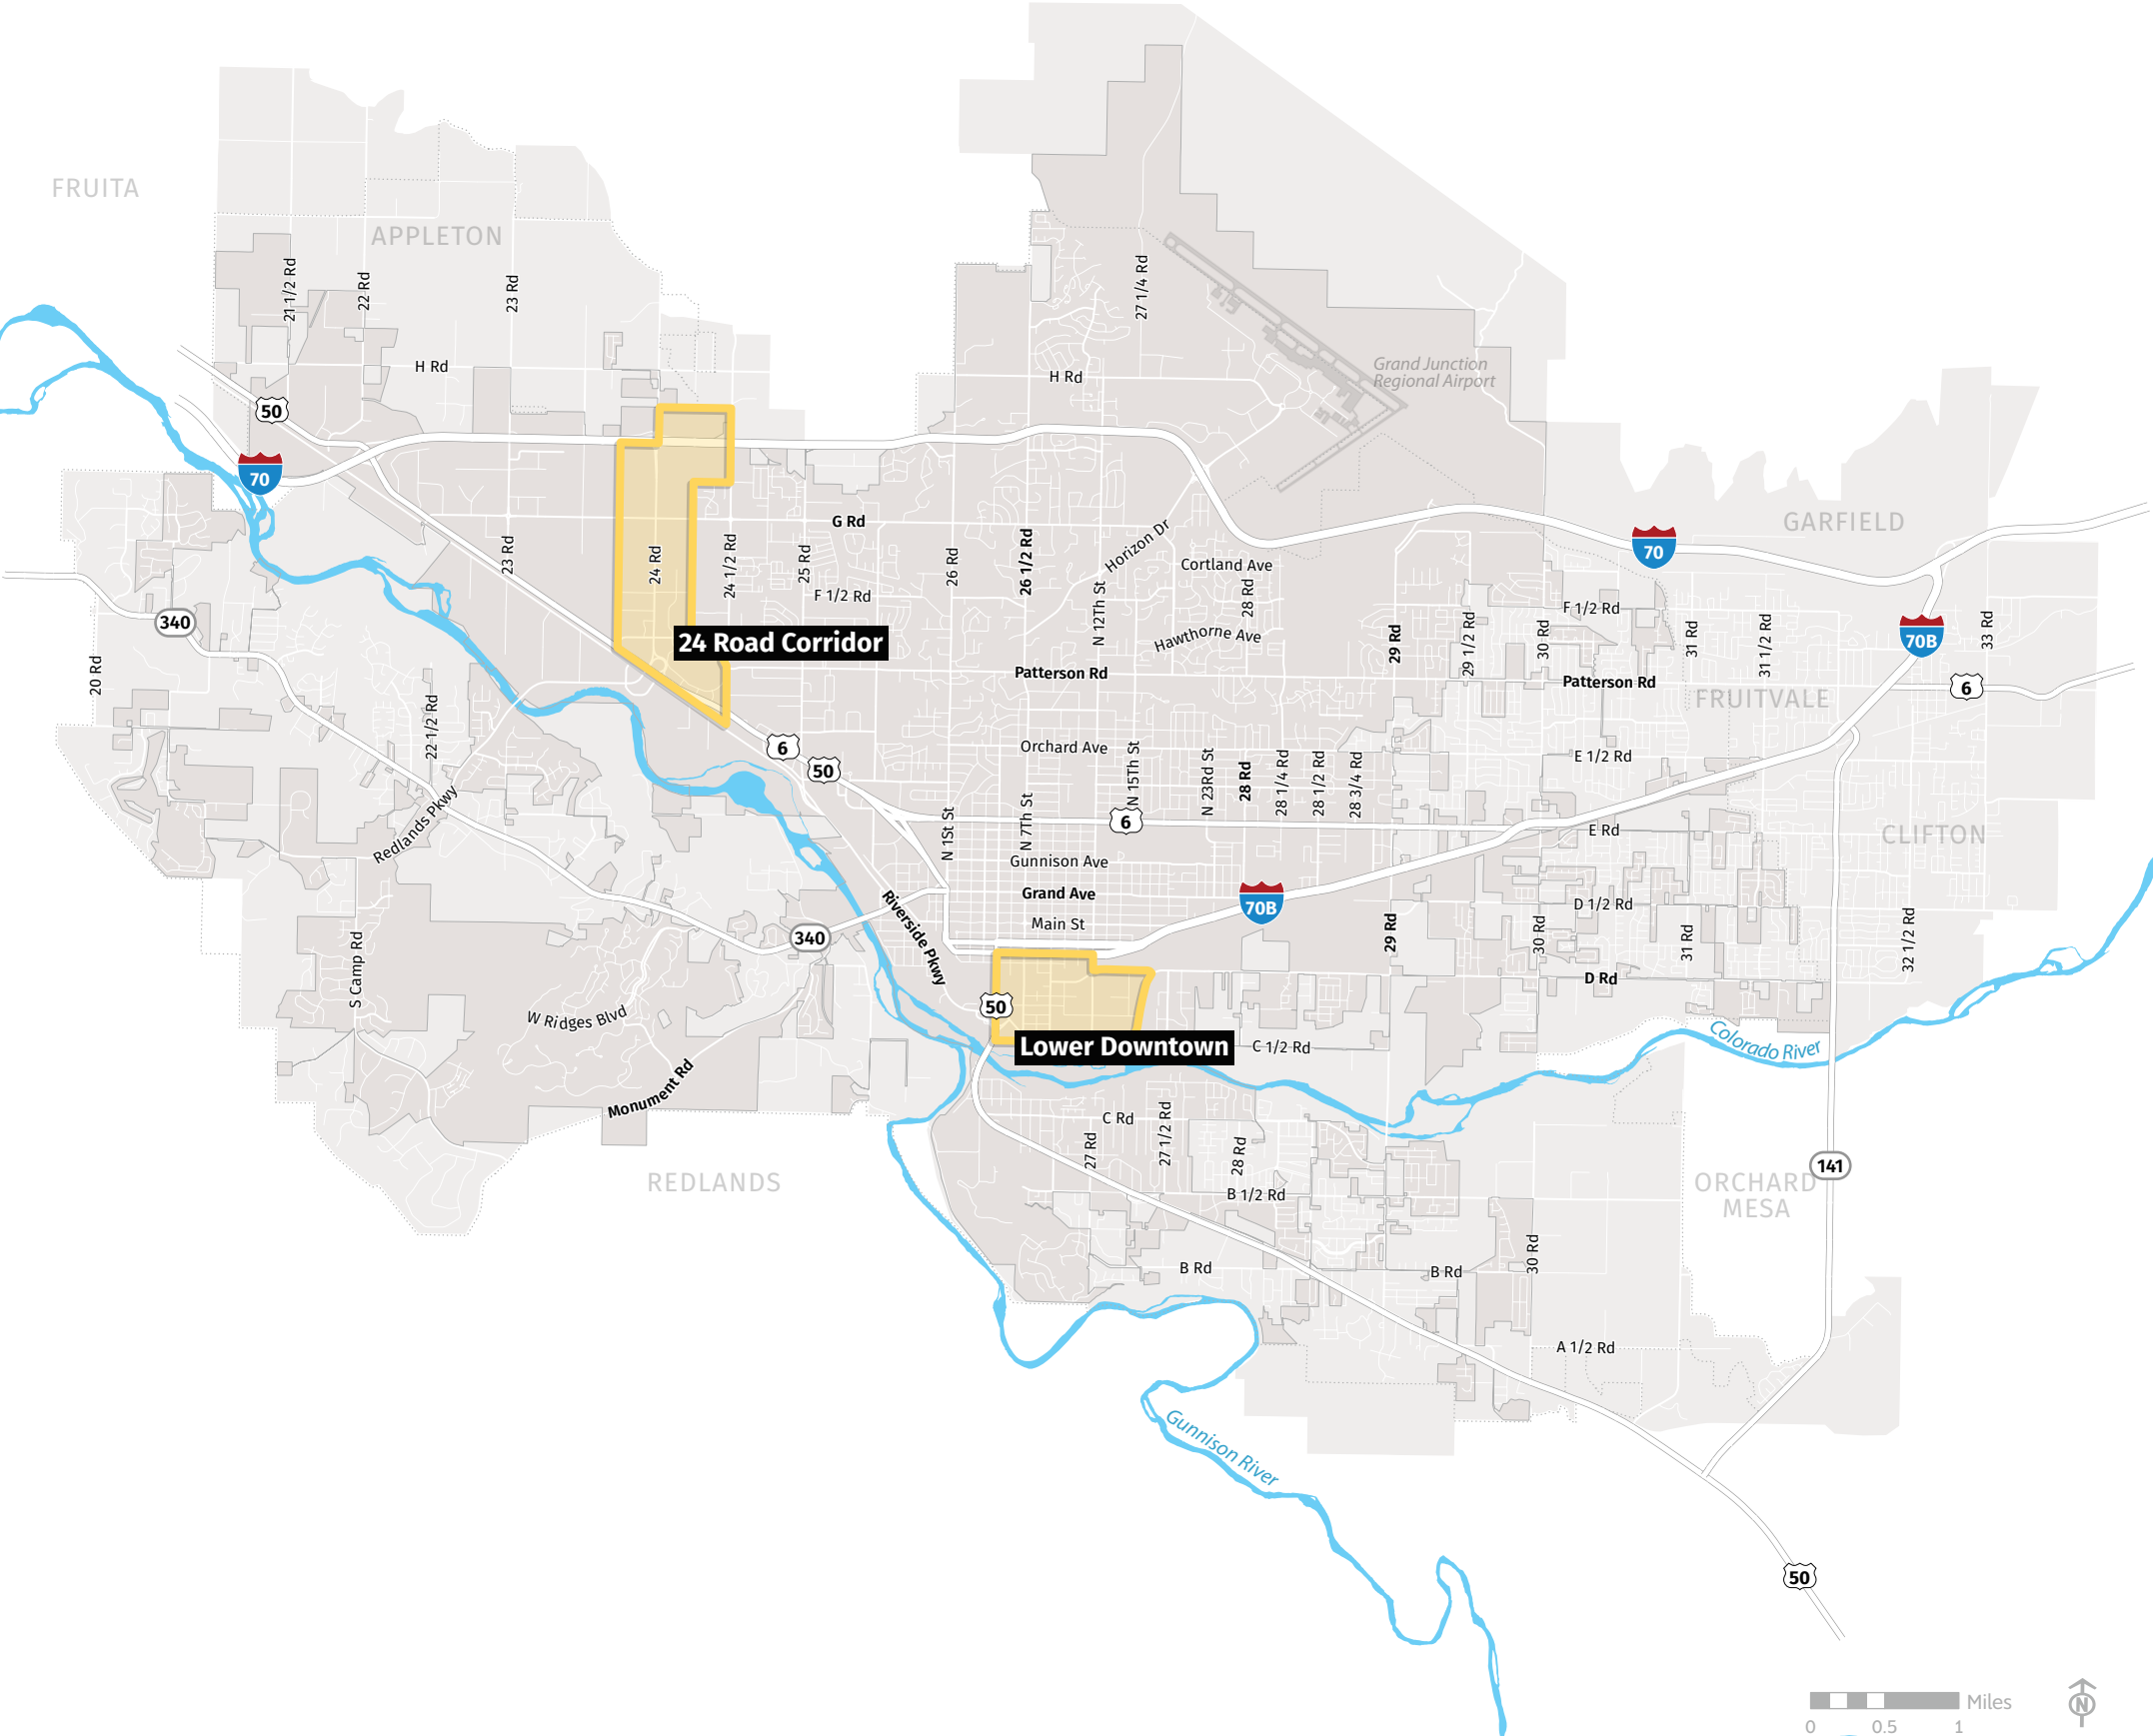 FRUITA
APPLETON
21 1/2 Rd
22 Rd
23 Rd
27 1/4 Rd
H Rd
H Rd
Grand Junction
Regional Airport
50
70
G Rd
GARFIELD
70
23 Rd
24 Rd
24 1/2 Rd
25 Rd
26 Rd
26 1/2 Rd
Horizon Dr
Cortland Ave
28 Rd
F 1/2 Rd
N 12Th St
F 1/2 Rd
340
24 Road Corridor
Hawthorne Ave
29 Rd
29 1/2 Rd
30 Rd
31 Rd
31 1/2 Rd
70B
33 Rd
20 Rd
Patterson Rd
Patterson Rd
6
FRUITVALE
22 1/2 Rd
6
50
Orchard Ave
N 15Th St
N 23Rd St
28 Rd
28 1/4 Rd
28 1/2 Rd
28 3/4 Rd
E 1/2 Rd
Redlands Pkwy
N 1St St
N 7Th St
6
E Rd
CLIFTON
Gunnison Ave
Grand Ave
70B
D 1/2 Rd
Riverside Pkwy
Main St
340
29 Rd
30 Rd
31 Rd
32 1/2 Rd
S Camp Rd
D Rd
W Ridges Blvd
50
Lower Downtown
C 1/2 Rd
Colorado River
Monument Rd
C Rd
27 Rd
27 1/2 Rd
28 Rd
141
REDLANDS
B 1/2 Rd
ORCHARD
MESA
B Rd
B Rd
30 Rd
A 1/2 Rd
Gunnison River
50
Miles
0
0.5
1
N